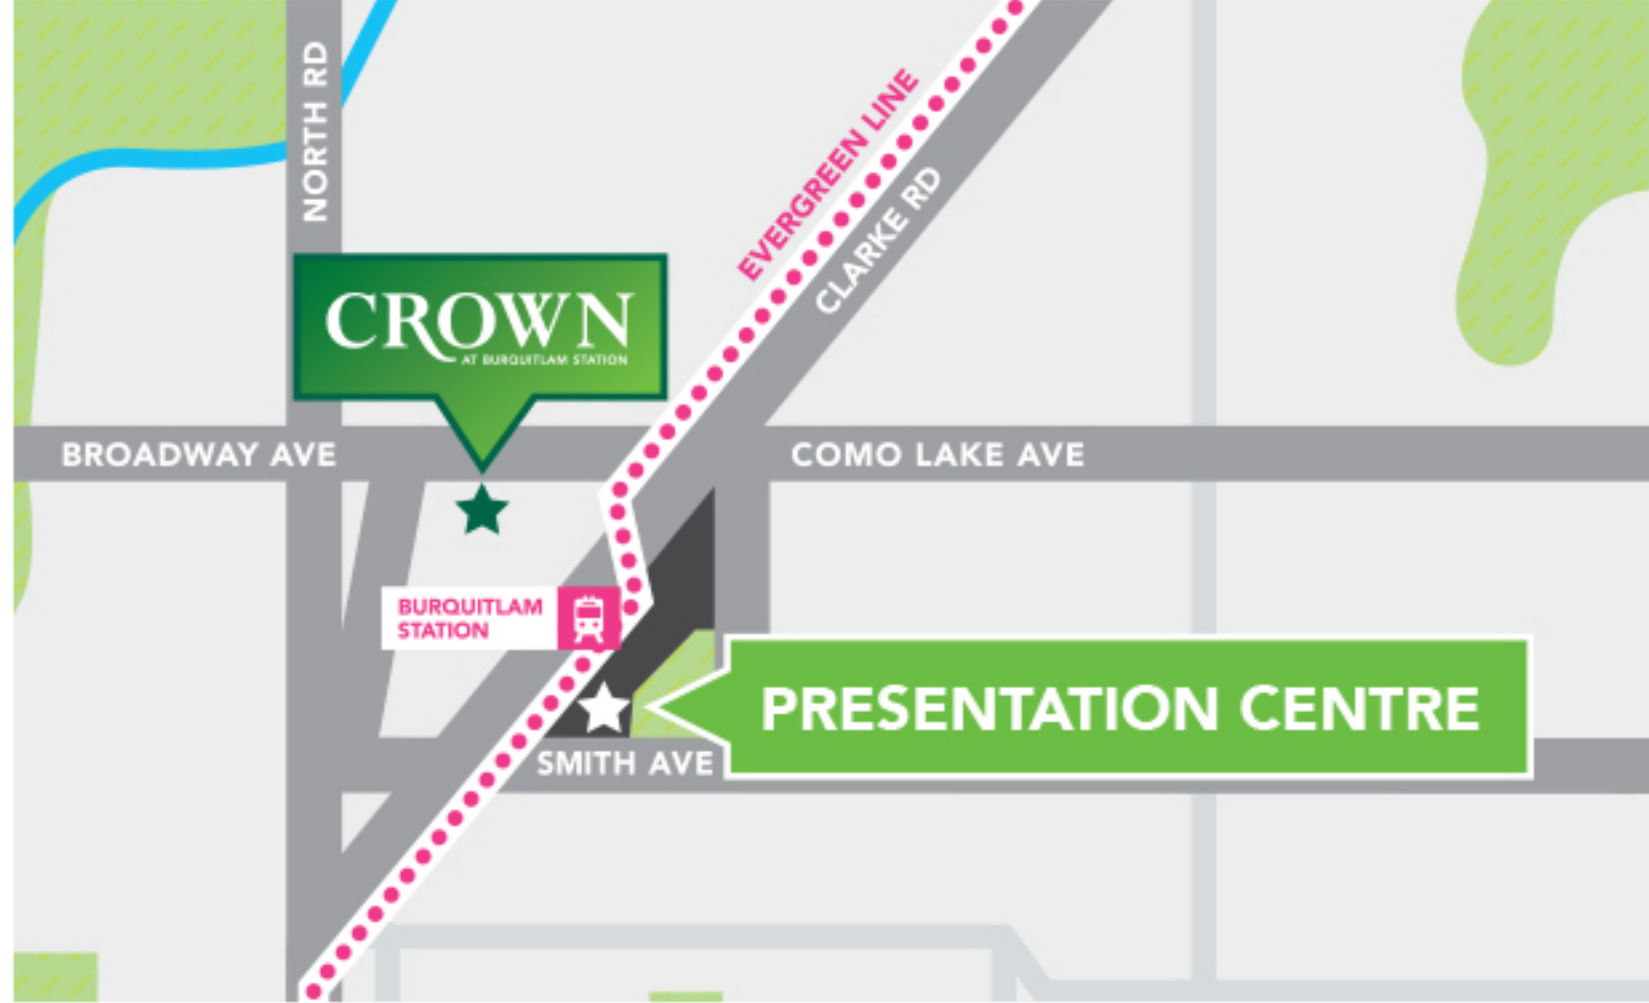 NORTH RD
EVERGREEN LINE
CLARKE RD
CROWN
AT BURQUITLAM STATION
BROADWAY AVE
COMO LAKE AVE
BURQUITLAM
STATION
PRESENTATION CENTRE
SMITH AVE